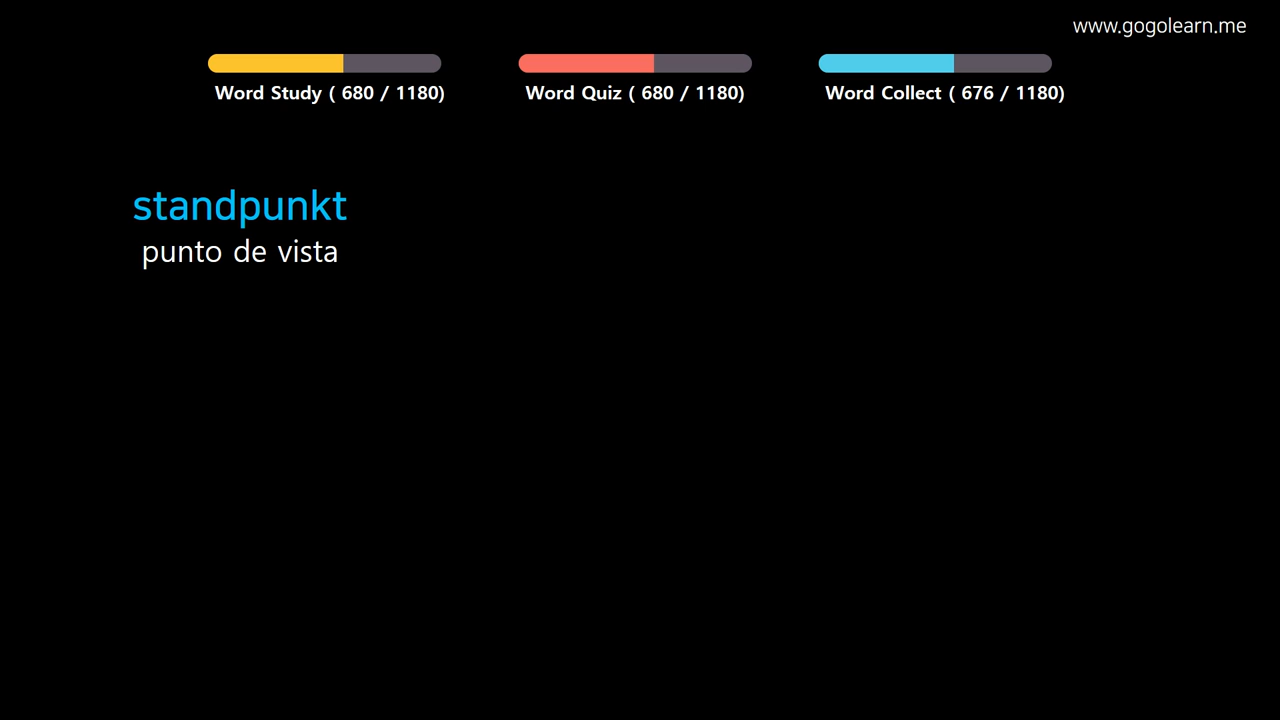 www.gogolearn.me
Word Study ( 680 / 1180)
Word Quiz ( 680 / 1180)
Word Collect ( 676 / 1180)
standpunkt
punto de vista